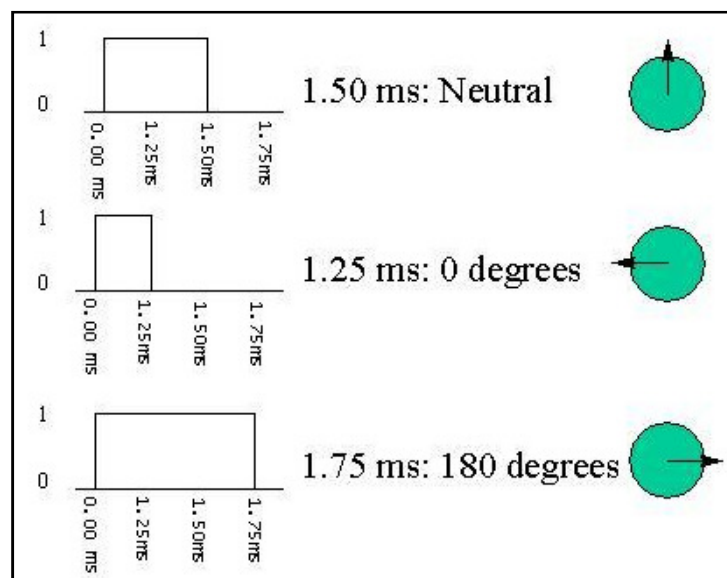 1
0
0.00 ms
1.25ms
1.50ms
1.75ms
1.50 ms: Neutral
1
0
0.00 ms
1.25ms
1.50ms
1.75ms
1.25 ms: 0 degrees
1
0
0.00 ms
1.25ms
1.50ms
1.75ms
1.75 ms: 180 degrees